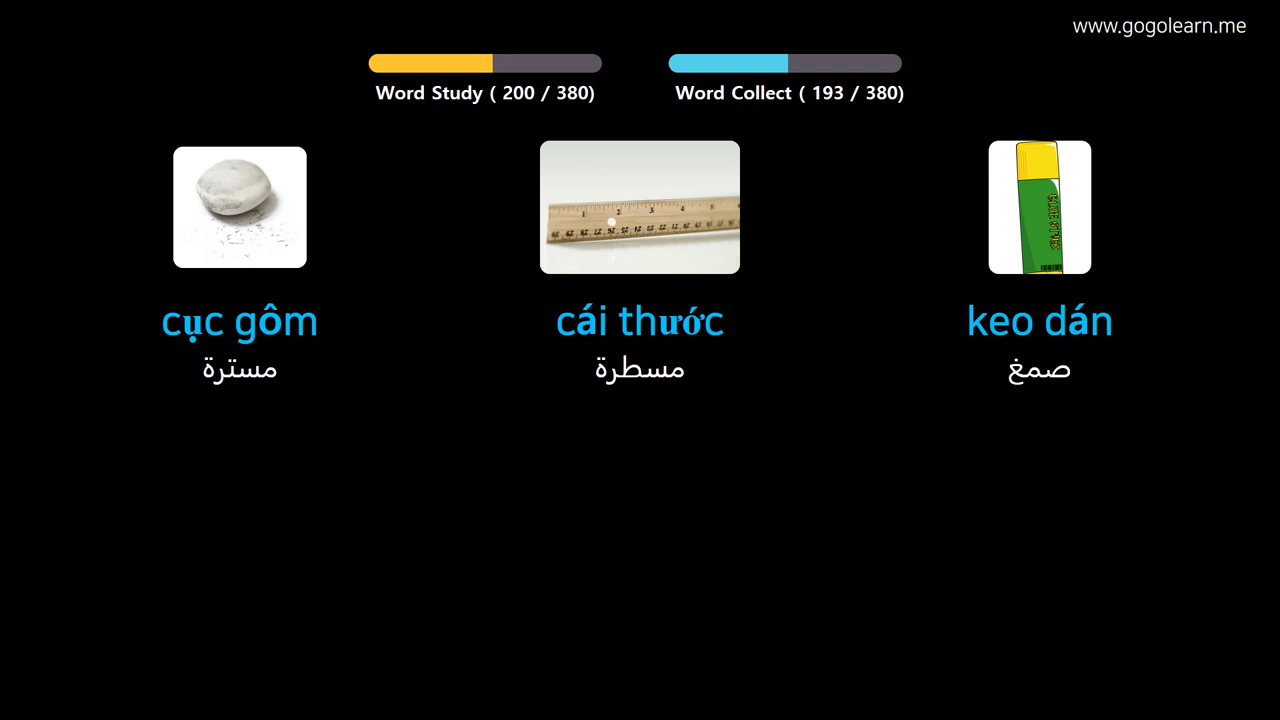 www.gogolearn.me
Word Study ( 200 / 380)
Word Collect ( 193 / 380)
cục gôm
cái thước
keo dán
مسترة
مسطرة
صمغ